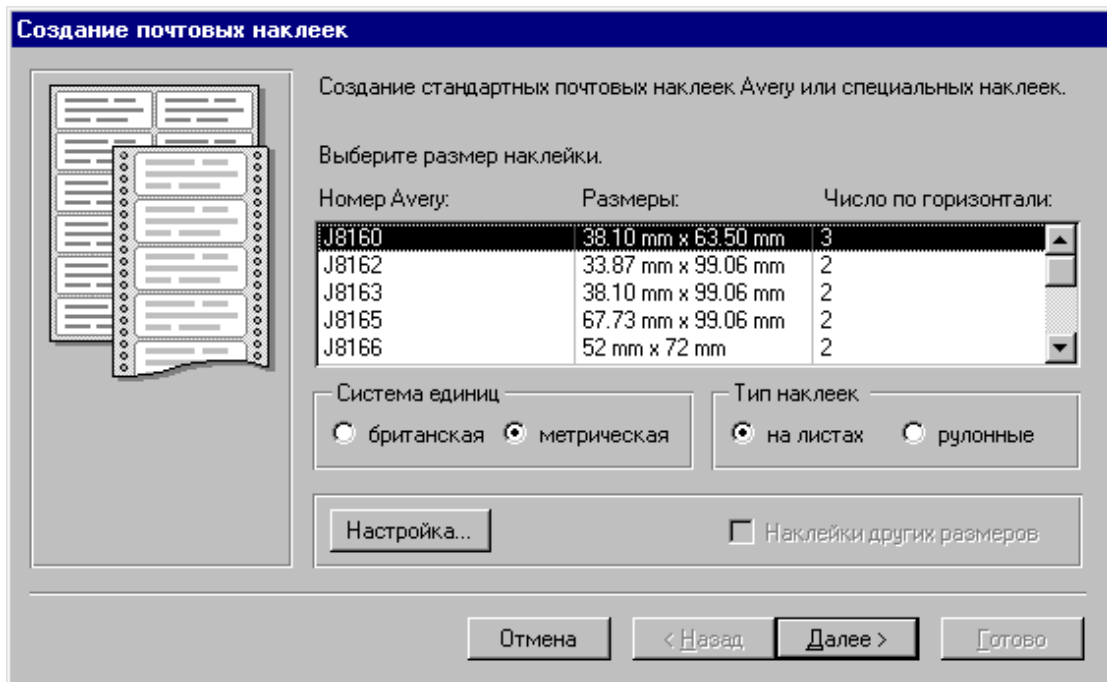 Создание почтовых наклеек
Создание стандартных почтовых наклеек Avery или специальных наклеек.
Выберите размер наклейки.
Номер Avery: Размеры: Число по горизонтали:
J8160 38.10 mm x 63.50 mm 3
J8162 33.87 mm x 99.06 mm 2
J8163 38.10 mm x 99.06 mm 2
J8165 67.73 mm x 99.06 mm 2
J8166 52 mm x 72 mm 2
Система единиц Тип наклеек
британская метрическая на листах рулонные
Настройка... Наклейки других размеров
Отмена < Назад Далее > Готово